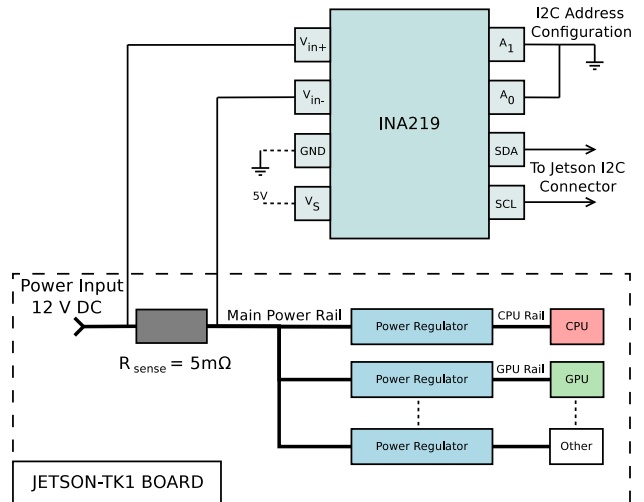 I2C Address
Configuration
Vin+
A1
Vin-
A0
INA219
GND
SDA
To Jetson I2C
Connector
5V
VS
SCL
Power Input
12 V DC
Main Power Rail
Power Regulator
CPU Rail
CPU
R sense = 5mΩ
Power Regulator
GPU Rail
GPU
Power Regulator
Other
JETSON-TK1 BOARD